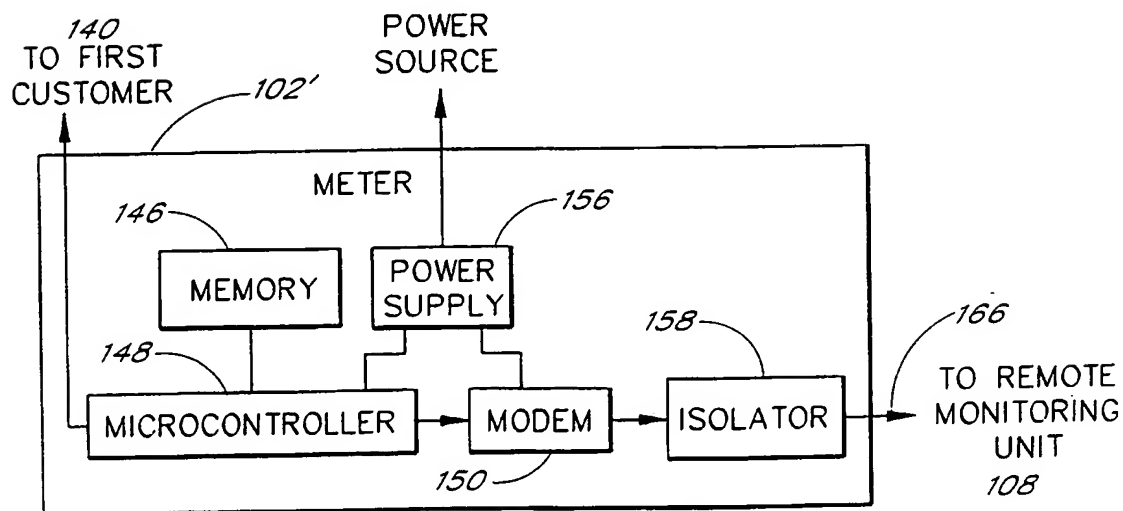 140
TO FIRST
CUSTOMER
102'
POWER
SOURCE
METER
146
MEMORY
156
POWER
SUPPLY
148
MICROCONTROLLER
MODEM
150
158
ISOLATOR
166
TO REMOTE
MONITORING
UNIT
108